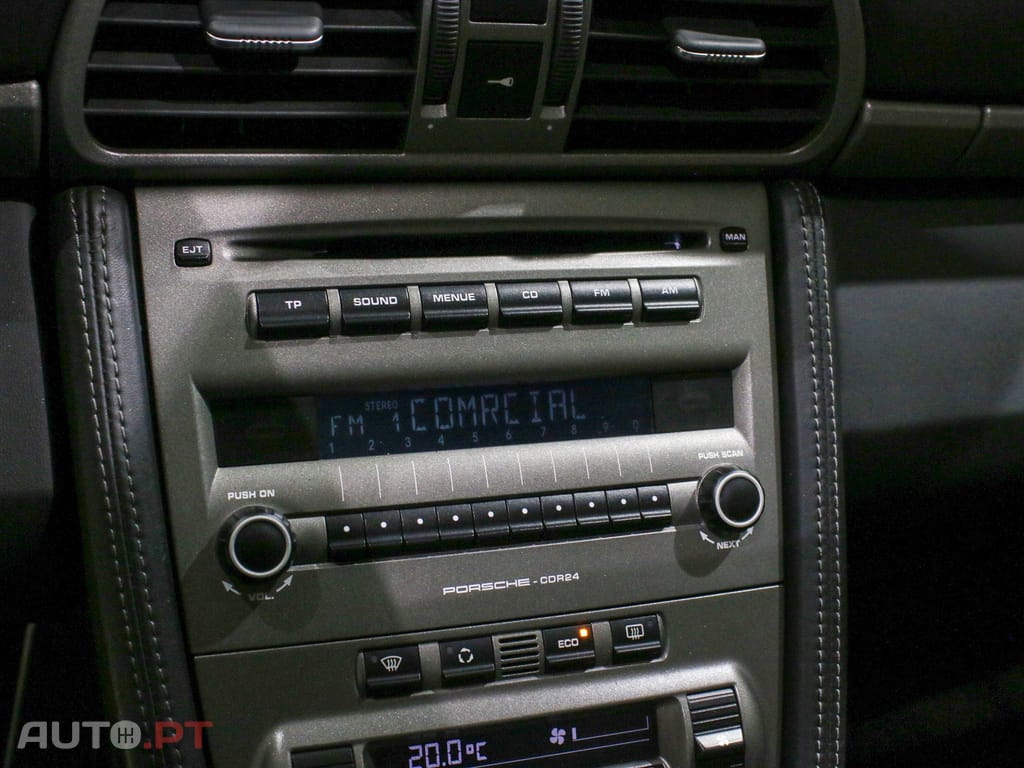 EJT
MAN
TP SOUND MENUE CD FM AM
STEREO
FM 1 COMRCIAL
1 2 3 4 5 6 7 8 9 0
PUSH ON
PUSH SCAN
VOL.
NEXT
PORSCHE - CDR24
ECO
20.0°C
AUTO.PT